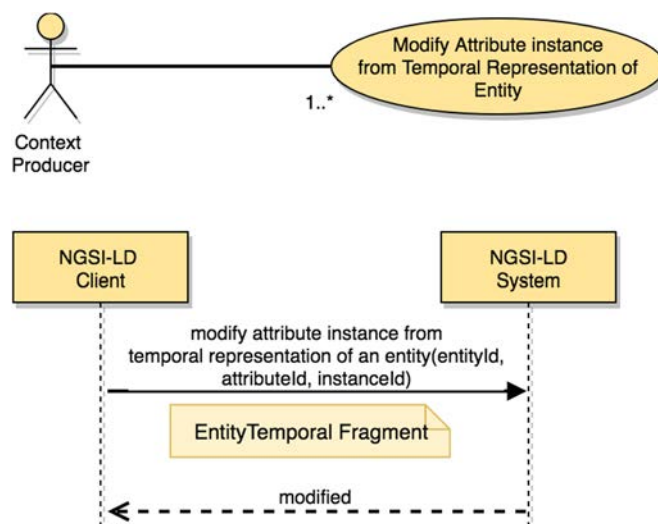 Modify Attribute instance
from Temporal Representation of
Entity
1..*
Context
Producer
NGSI-LD
Client
NGSI-LD
System
modify attribute instance from
temporal representation of an entity(entityId,
attributeId, instanceId)
EntityTemporal Fragment
modified